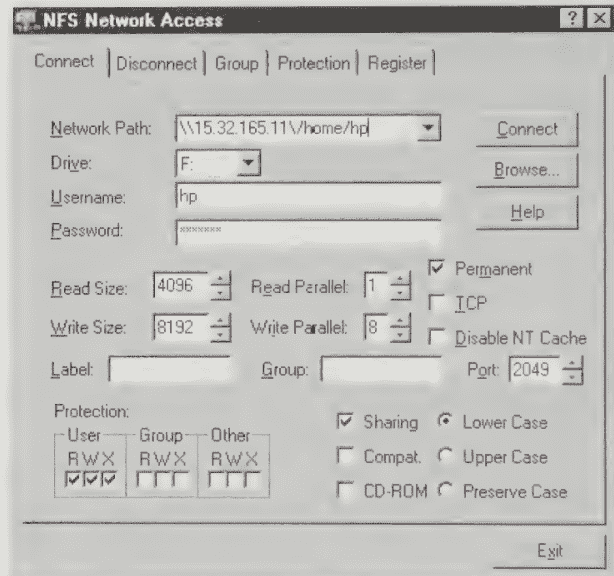 NFS Network Access ? X
Connect Disconnect Group Protection Register
Network Path: \\15.32.165.11\/home/hp Connect
Drive: F: Browse...
Username: hp
Help
Password: *******
Permanent
Read Size: 4096 Read Parallel: 1
TCP
Write Size: 8192 Write Parallel: 8
Disable NT Cache
Label: Group: Port: 2049
Protection:
User Group Other
R W X R W X R W X
Sharing Lower Case
Compat. Upper Case
CD-ROM Preserve Case
Exit